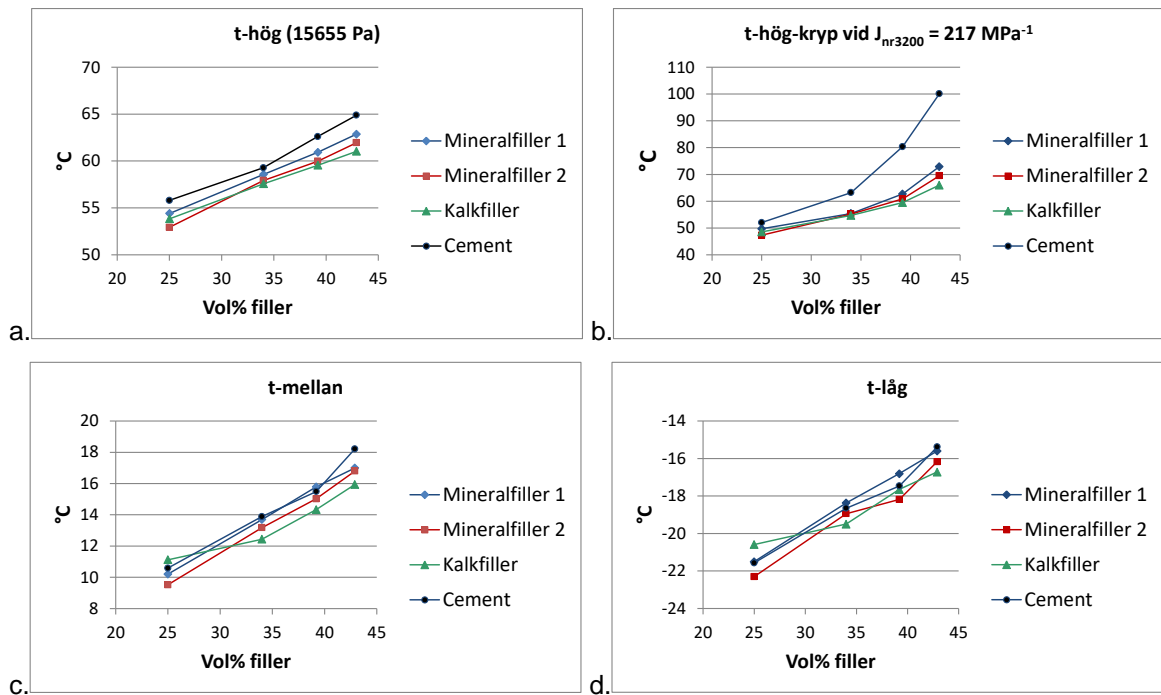 t-hög (15655 Pa)
70
65
60
55
50
°C
20 25 30 35 40 45
Vol% filler
Mineralfiller 1
Mineralfiller 2
Kalkfiller
Cement
a.
t-hög-kryp vid Jnr3200 = 217 MPa-1
110
100
90
80
70
60
50
40
°C
20 25 30 35 40 45
Vol% filler
Mineralfiller 1
Mineralfiller 2
Kalkfiller
Cement
b.
t-mellan
20
18
16
14
12
10
8
°C
20 25 30 35 40 45
Vol% filler
Mineralfiller 1
Mineralfiller 2
Kalkfiller
Cement
c.
t-låg
-14
-16
-18
-20
-22
-24
°C
20 25 30 35 40 45
Vol% filler
Mineralfiller 1
Mineralfiller 2
Kalkfiller
Cement
d.